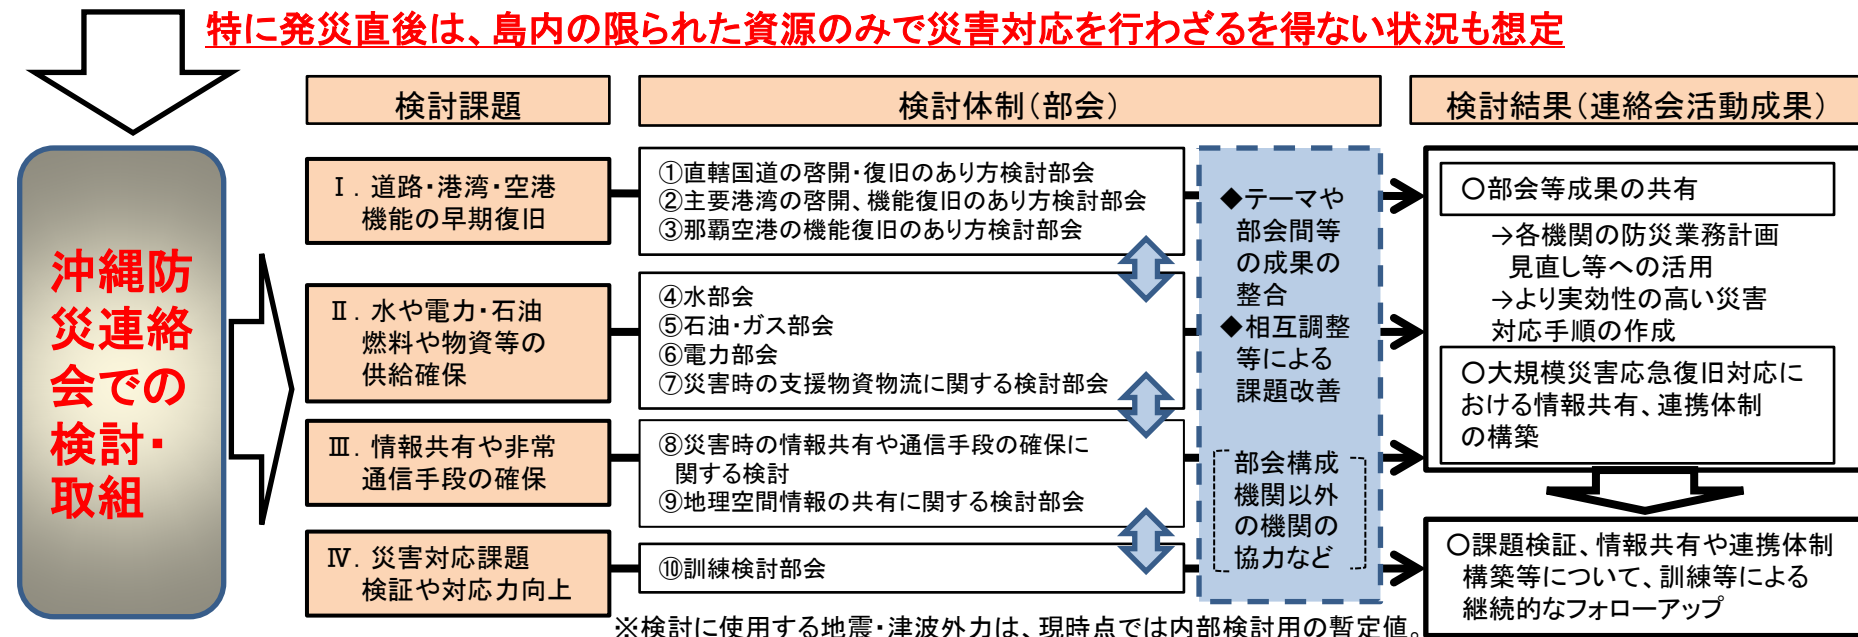 特に発災直後は、島内の限られた資源のみで災害対応を行わざるを得ない状況も想定
沖縄防
災連絡
会での
検討・
取組
検討課題
検討体制（部会）
検討結果（連絡会活動成果）
Ⅰ．道路・港湾・空港
機能の早期復旧
①直轄国道の啓開・復旧のあり方検討部会
②主要港湾の啓開、機能復旧のあり方検討部会
③那覇空港の機能復旧のあり方検討部会
Ⅱ．水や電力・石油
燃料や物資等の
供給確保
④水部会
⑤石油・ガス部会
⑥電力部会
⑦災害時の支援物資物流に関する検討部会
Ⅲ．情報共有や非常
通信手段の確保
⑧災害時の情報共有や通信手段の確保に
関する検討
⑨地理空間情報の共有に関する検討部会
Ⅳ．災害対応課題
検証や対応力向上
⑩訓練検討部会
◆テーマや
部会間等
の成果の
整合
◆相互調整
等による
課題改善
部会構成
機関以外
の機関の
協力など
○部会等成果の共有
→各機関の防災業務計画
見直し等への活用
→より実効性の高い災害
対応手順の作成
○大規模災害応急復旧対応に
おける情報共有、連携体制
の構築
○課題検証、情報共有や連携体制
構築等について、訓練等による
継続的なフォローアップ
※検討に使用する地震・津波外力は、現時点では内部検討用の暫定値。